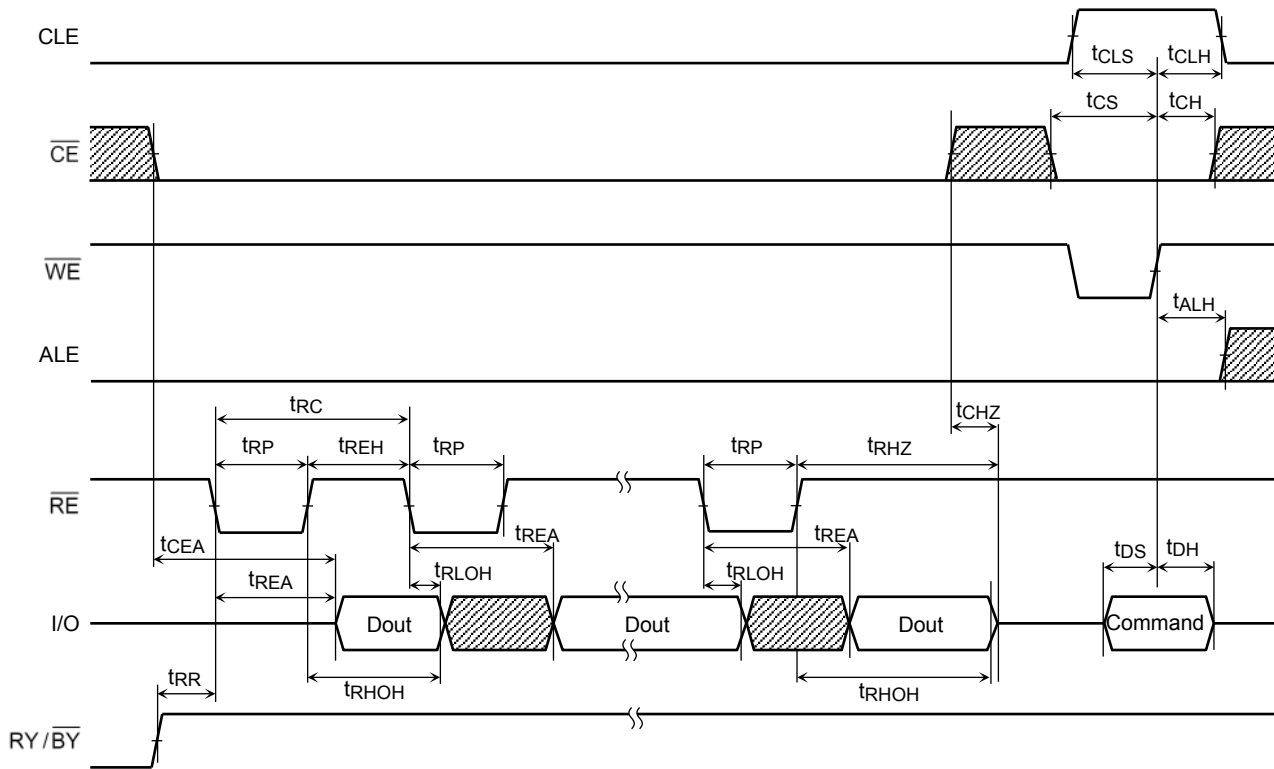 CLE
tCLS tCLH
tCS tCH
CE
WE
tALH
ALE
tRC
tCHZ
tRP tREH tRP tRP tRHZ
RE
tCEA tREA tREA tDS tDH
tREA tRLOH tRLOH
I/O Dout Dout Dout Command
tRR tRHOH tRHOH
RY/BY